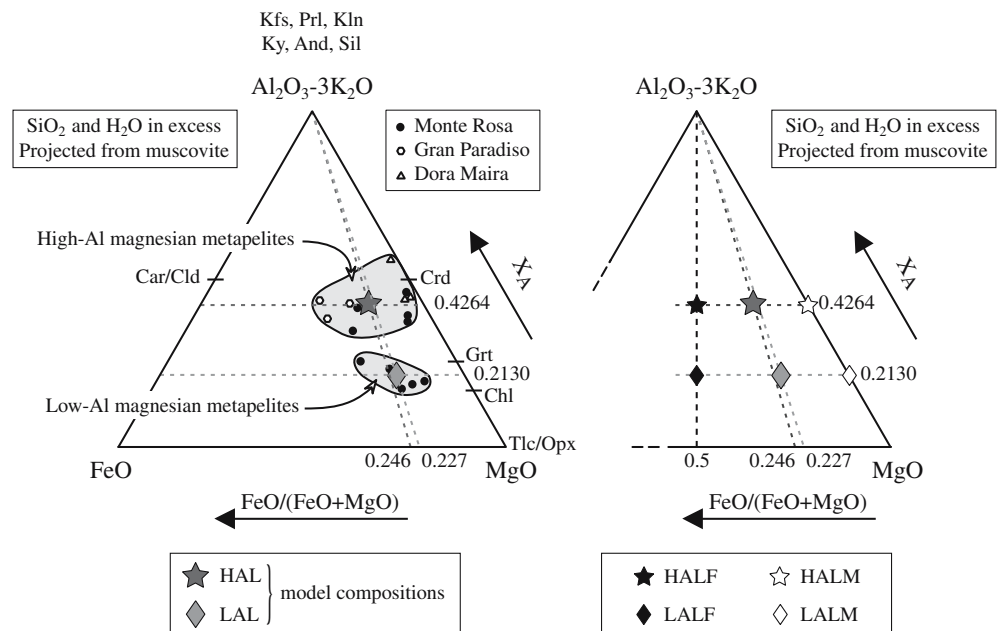 Kfs, Prl, Kln
Ky, And, Sil
Al₂O₃-3K₂O
SiO₂ and H₂O in excess
Projected from muscovite
Monte Rosa
Gran Paradiso
Dora Maira
High-Al magnesian metapelites
Car/Cld
Crd
X_A
0.4264
Grt
0.2130
Chl
Low-Al magnesian metapelites
Tlc/Opx
FeO
0.246
0.227
MgO
FeO/(FeO+MgO)
HAL
LAL
model compositions
Al₂O₃-3K₂O
SiO₂ and H₂O in excess
Projected from muscovite
X_A
0.4264
0.2130
0.5
0.246
0.227
MgO
FeO/(FeO+MgO)
HALF
HALM
LALF
LALM